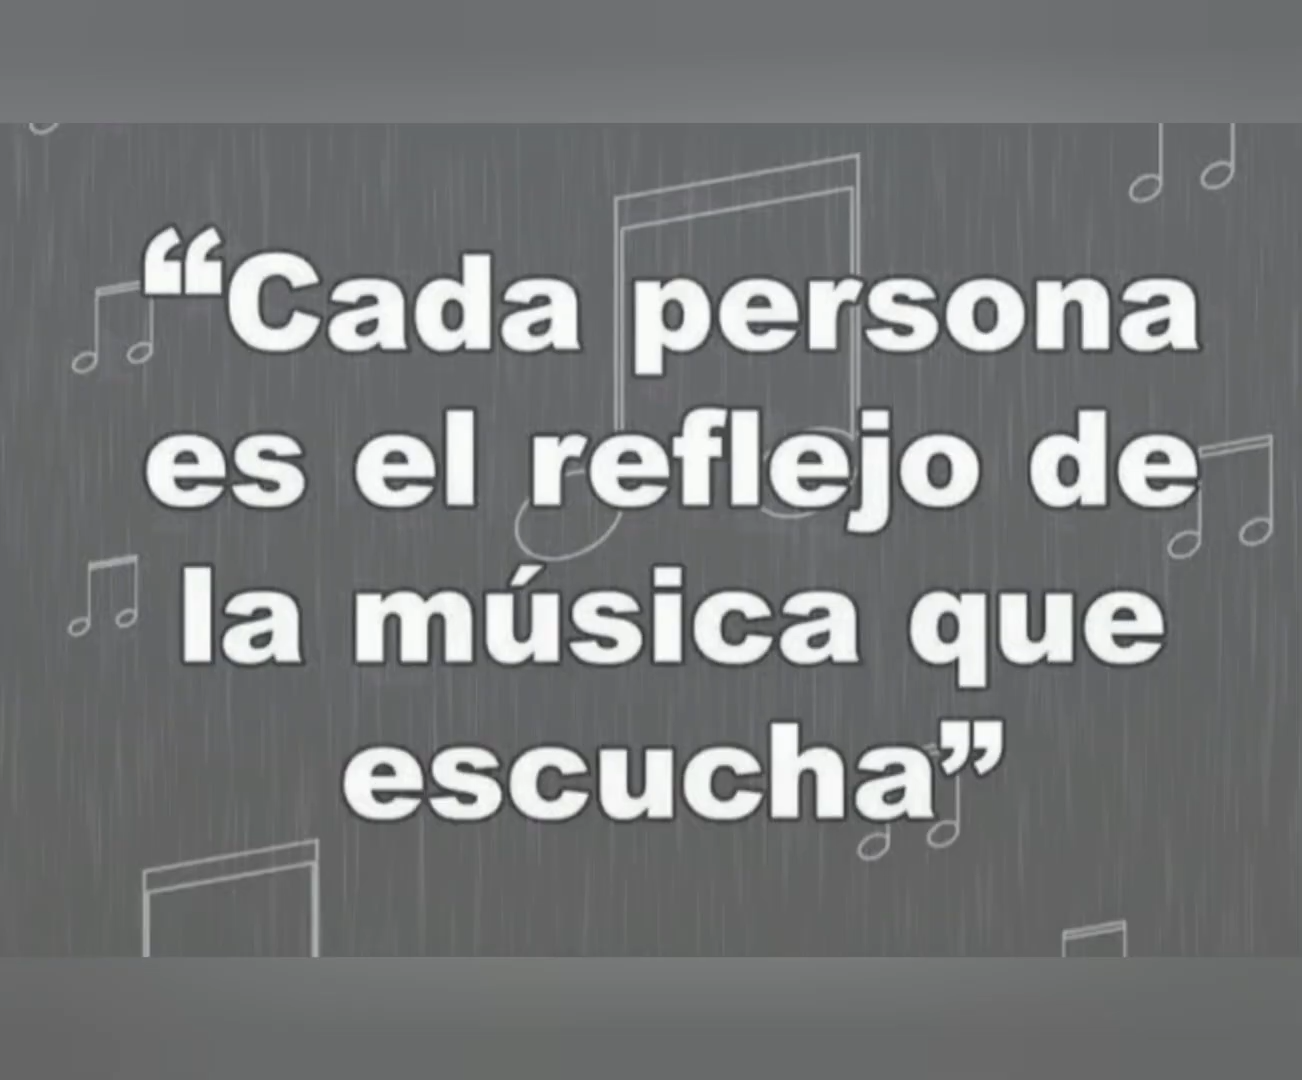 “Cada persona
es el reflejo de
la música que
escucha”